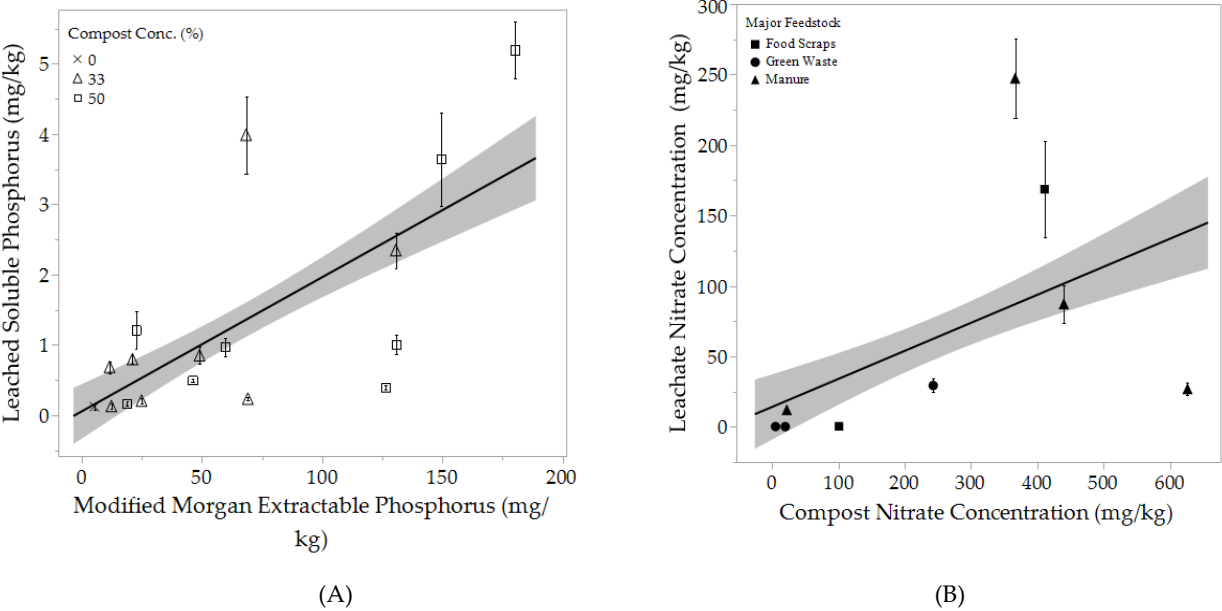 Compost Conc. (%)
0
33
50
Leached Soluble Phosphorus (mg/kg)
5
4
3
2
1
0
0 50 100 150 200
Modified Morgan Extractable Phosphorus (mg/
kg)
(A)
Major Feedstock
Food Scraps
Green Waste
Manure
Leachate Nitrate Concentration (mg/kg)
300
250
200
150
100
50
0
0 100 200 300 400 500 600
Compost Nitrate Concentration (mg/kg)
(B)